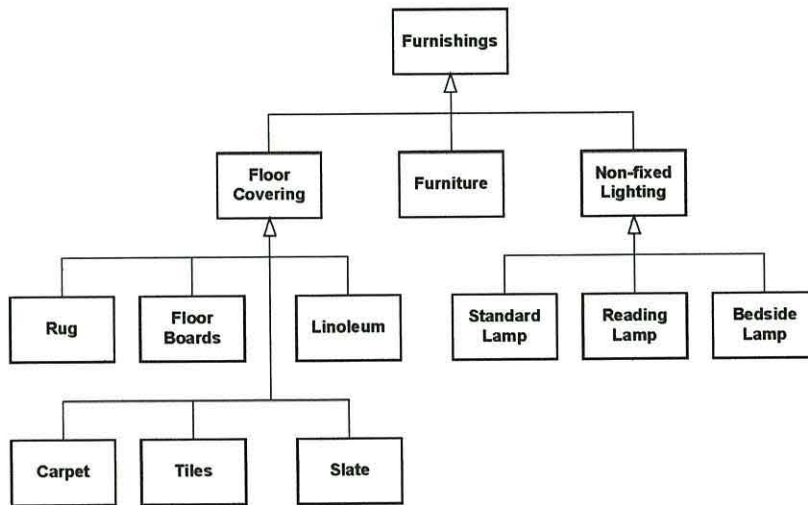 Furnishings
Floor
Covering
Furniture
Non-fixed
Lighting
Rug
Floor
Boards
Linoleum
Standard
Lamp
Reading
Lamp
Bedside
Lamp
Carpet
Tiles
Slate